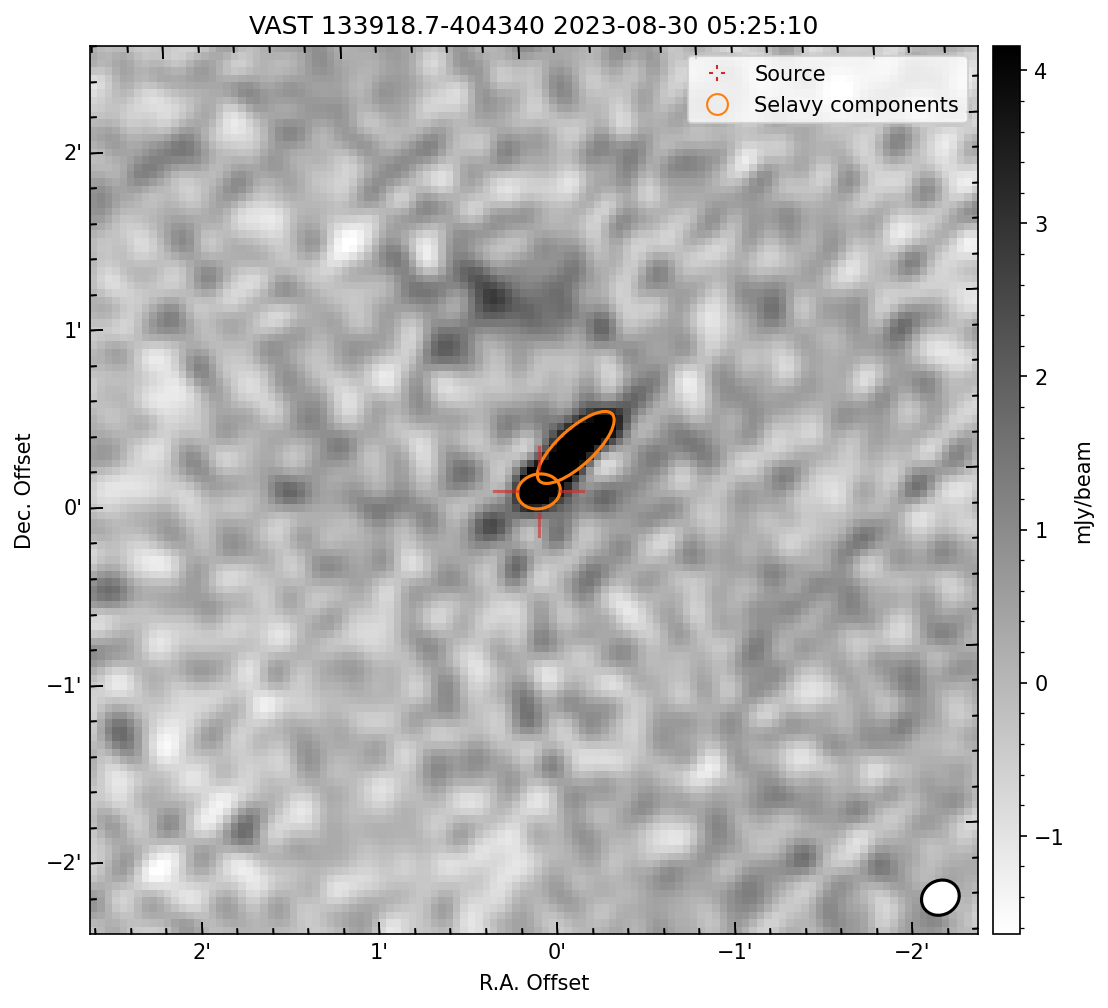 VAST 133918.7-404340 2023-08-30 05:25:10
Source
Selavy components
2'
1'
0'
−1'
−2'
Dec. Offset
2'
1'
0'
−1'
−2'
R.A. Offset
4
3
2
1
0
−1
mJy/beam